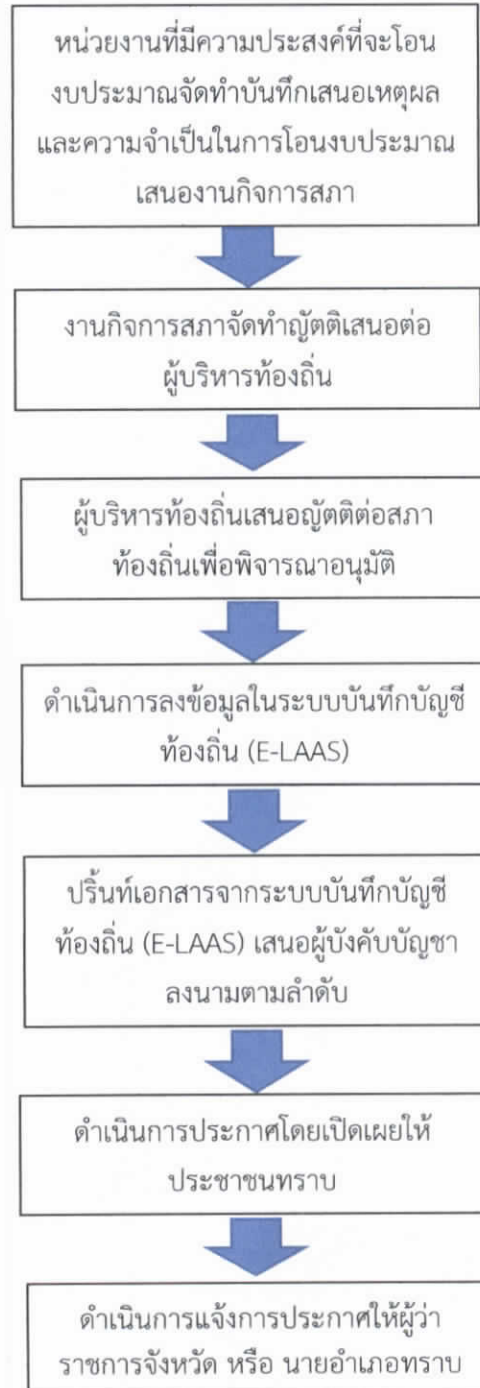 หน่วยงานที่มีความประสงค์ที่จะโอน
งบประมาณจัดทำบันทึกเสนอเหตุผล
และความจำเป็นในการโอนงบประมาณ
เสนองานกิจการสภา
งานกิจการสภาจัดทำญัตติเสนอต่อ
ผู้บริหารท้องถิ่น
ผู้บริหารท้องถิ่นเสนอญัตติต่อสภา
ท้องถิ่นเพื่อพิจารณาอนุมัติ
ดำเนินการลงข้อมูลในระบบบันทึกบัญชี
ท้องถิ่น (E-LAAS)
ปริ้นท์เอกสารจากระบบบันทึกบัญชี
ท้องถิ่น (E-LAAS) เสนอผู้บังคับบัญชา
ลงนามตามลำดับ
ดำเนินการประกาศโดยเปิดเผยให้
ประชาชนทราบ
ดำเนินการแจ้งการประกาศให้ผู้ว่า
ราชการจังหวัด หรือ นายอำเภอทราบ